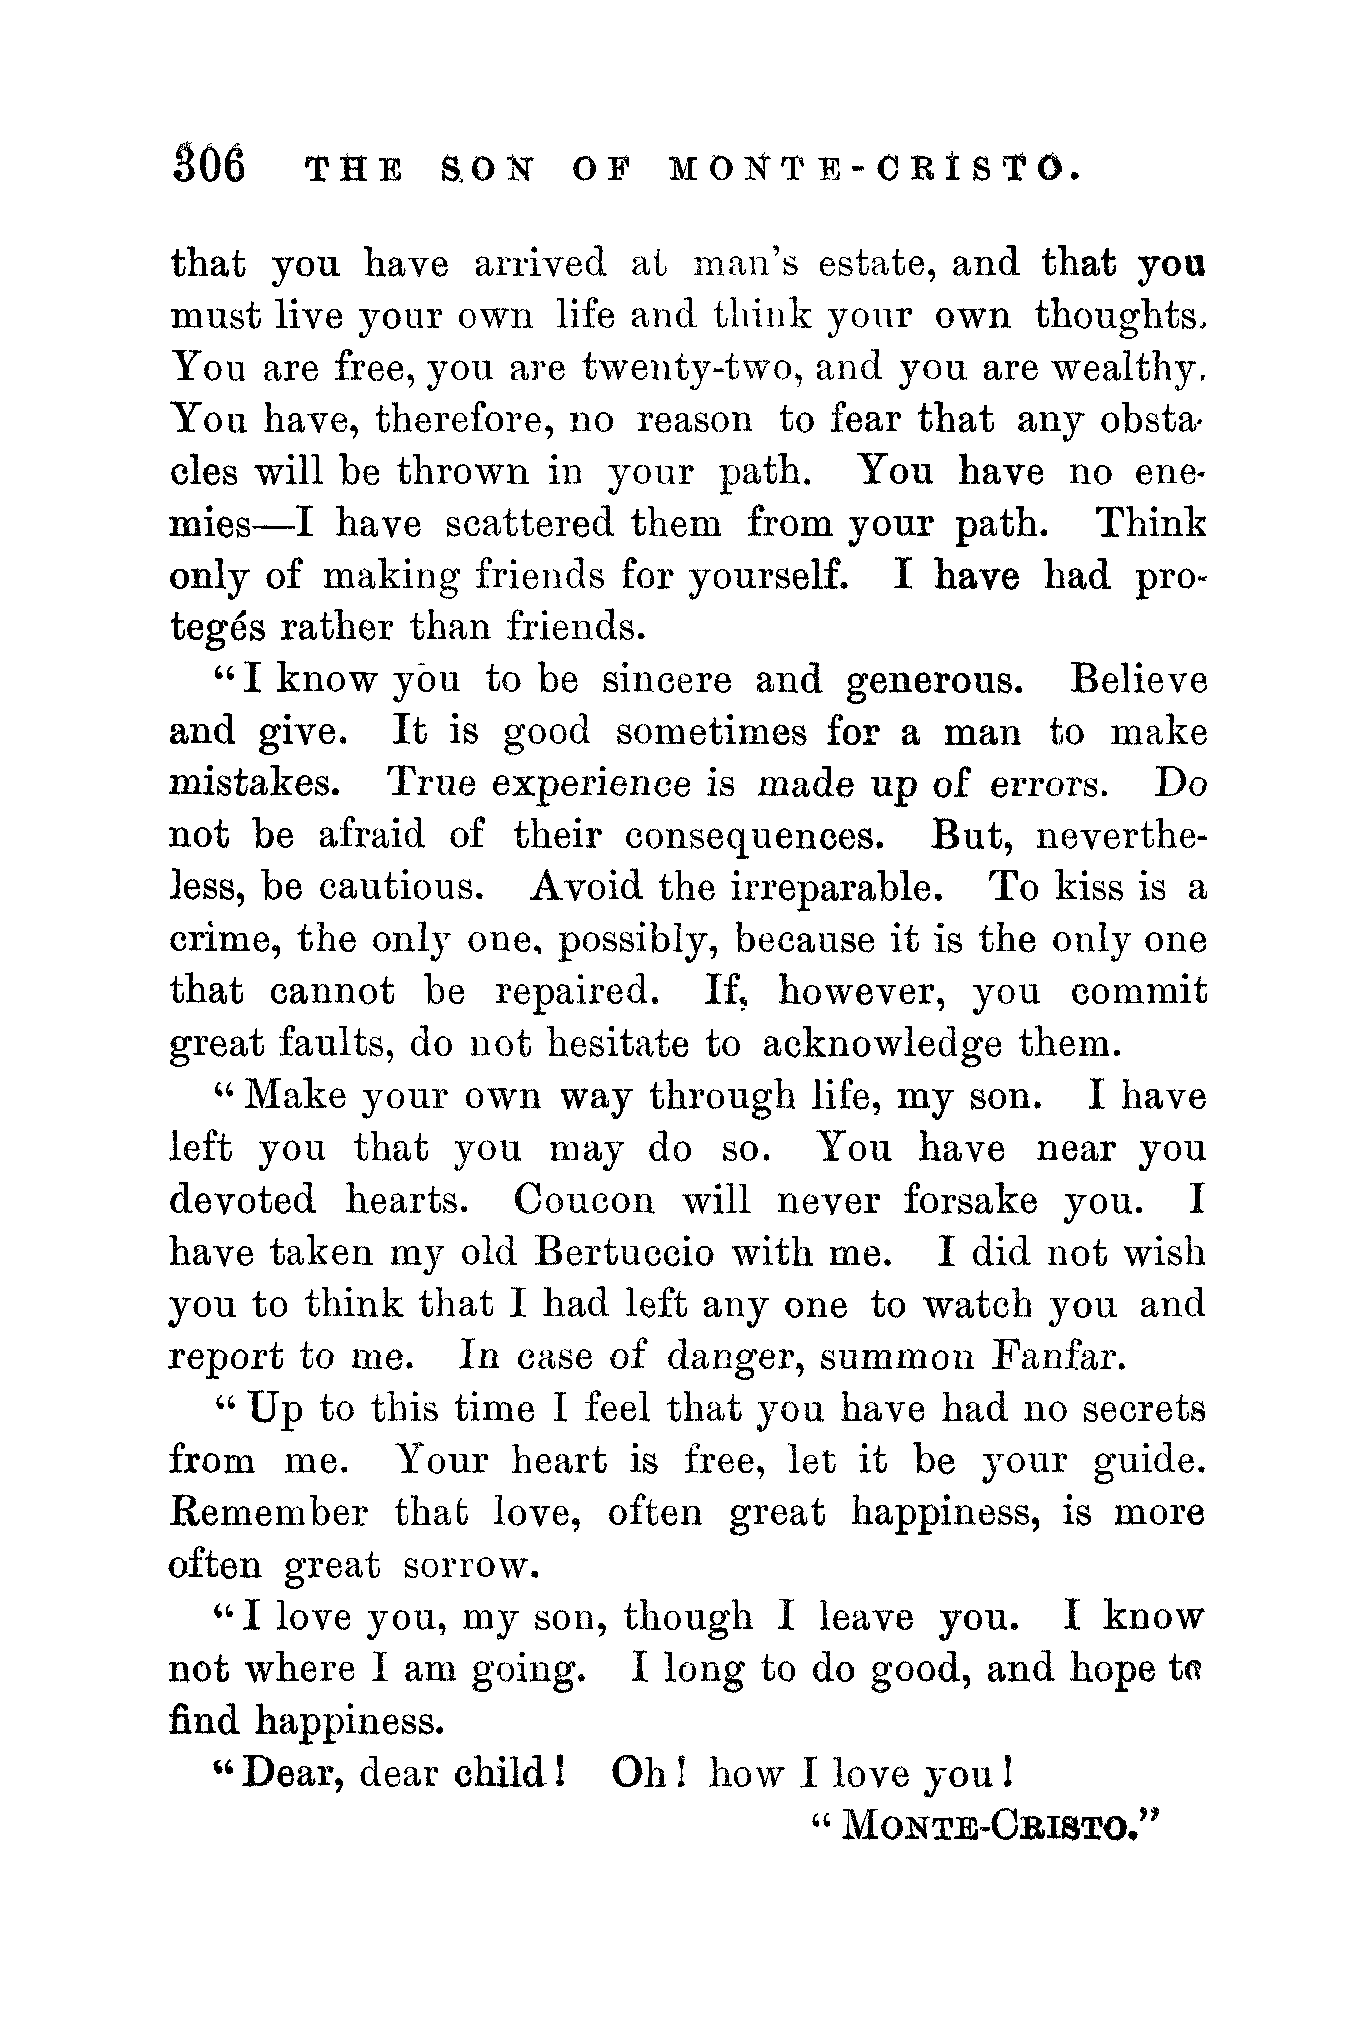 306 THE SON OF MONTE-CRISTO.
that you have arrived at man's estate, and that you
must live your own life and think your own thoughts.
You are free, you are twenty-two, and you are wealthy.
You have, therefore, no reason to fear that any obsta-
cles will be thrown in your path. You have no ene-
mies—I have scattered them from your path. Think
only of making friends for yourself. I have had pro-
tegés rather than friends.
"I know you to be sincere and generous. Believe
and give. It is good sometimes for a man to make
mistakes. True experience is made up of errors. Do
not be afraid of their consequences. But, neverthe-
less, be cautious. Avoid the irreparable. To kiss is a
crime, the only one, possibly, because it is the only one
that cannot be repaired. If, however, you commit
great faults, do not hesitate to acknowledge them.
"Make your own way through life, my son. I have
left you that you may do so. You have near you
devoted hearts. Coucon will never forsake you. I
have taken my old Bertuccio with me. I did not wish
you to think that I had left any one to watch you and
report to me. In case of danger, summon Fanfar.
"Up to this time I feel that you have had no secrets
from me. Your heart is free, let it be your guide.
Remember that love, often great happiness, is more
often great sorrow.
"I love you, my son, though I leave you. I know
not where I am going. I long to do good, and hope to
find happiness.
"Dear, dear child! Oh! how I love you!
"MONTE-CRISTO."